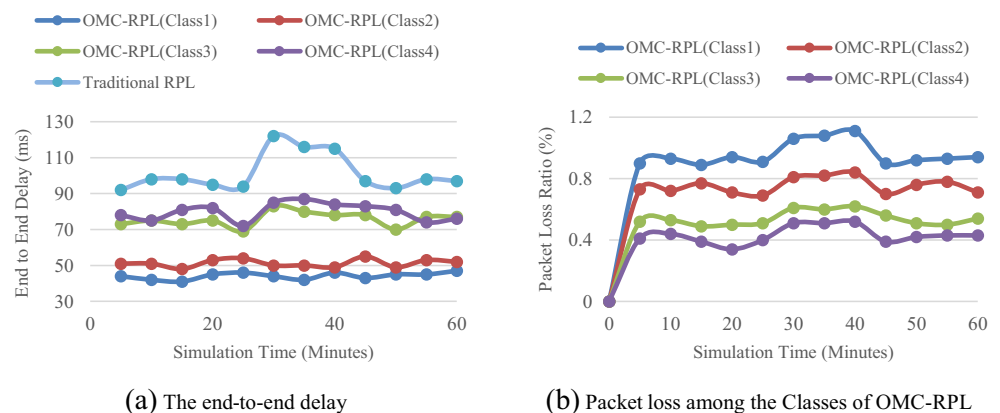 OMC-RPL(Class1) OMC-RPL(Class2)
OMC-RPL(Class3) OMC-RPL(Class4)
Traditional RPL
End to End Delay (ms)
130
110
90
70
50
30
0 20 40 60
Simulation Time (Minutes)
(a) The end-to-end delay
OMC-RPL(Class1) OMC-RPL(Class2)
OMC-RPL(Class3) OMC-RPL(Class4)
Packet Loss Ratio (%)
1.2
0.8
0.4
0
0 10 20 30 40 50 60
Simulation Time (Minutes)
(b) Packet loss among the Classes of OMC-RPL